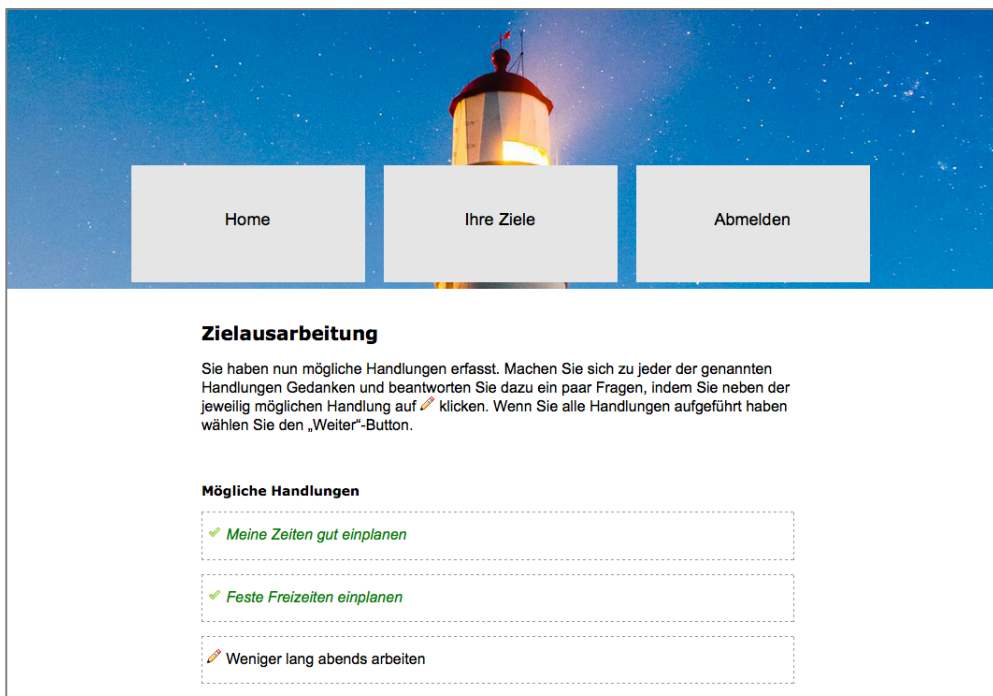 Home
Ihre Ziele
Abmelden
Zielausarbeitung
Sie haben nun mögliche Handlungen erfasst. Machen Sie sich zu jeder der genannten
Handlungen Gedanken und beantworten Sie dazu ein paar Fragen, indem Sie neben der
jeweilig möglichen Handlung auf klicken. Wenn Sie alle Handlungen aufgeführt haben
wählen Sie den „Weiter“-Button.
Mögliche Handlungen
Meine Zeiten gut einplanen
Feste Freizeiten einplanen
Weniger lang abends arbeiten